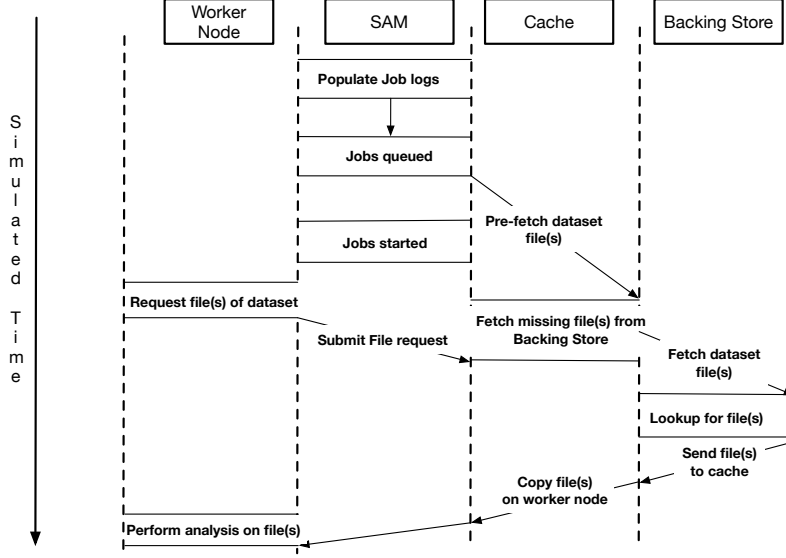 Worker
Node
SAM
Cache
Backing Store
Simulated Time
Populate Job logs
Jobs queued
Pre-fetch dataset
file(s)
Jobs started
Request file(s) of dataset
Submit File request
Fetch missing file(s) from
Backing Store
Fetch dataset
file(s)
Lookup for file(s)
Send file(s)
to cache
Copy file(s)
on worker node
Perform analysis on file(s)